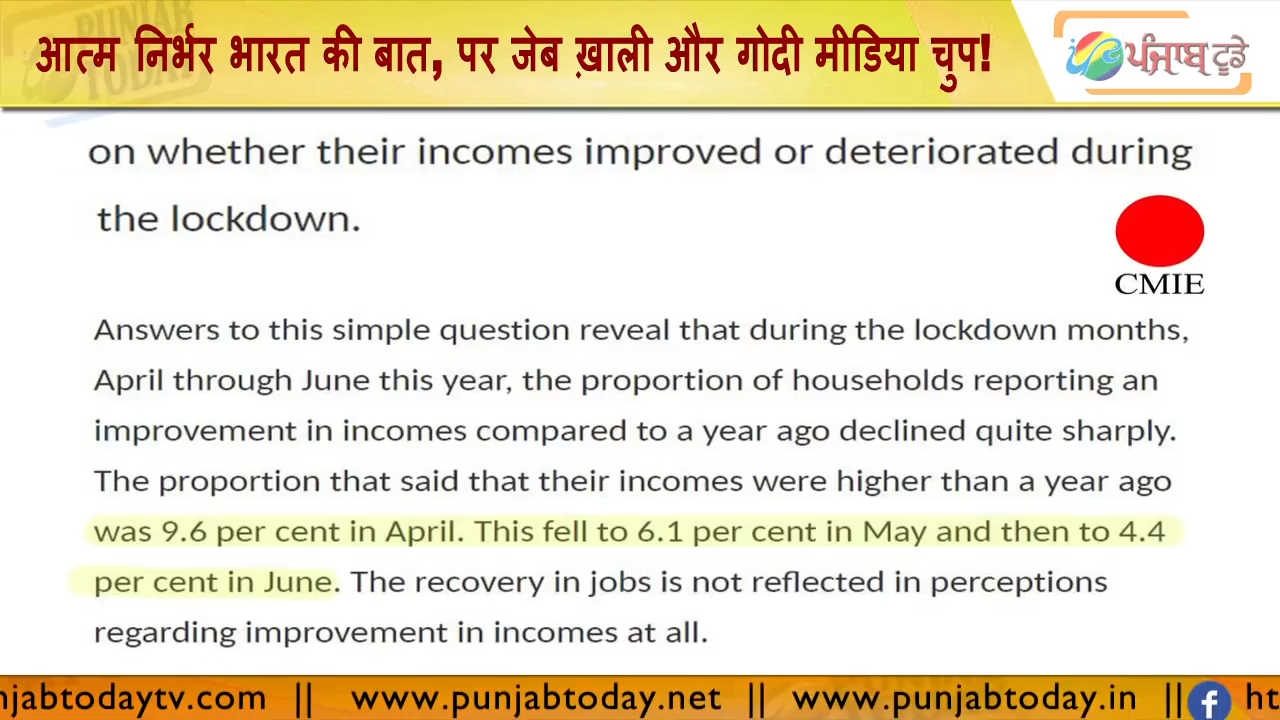 आत्म निर्भर भारत की बात, पर जेब ख़ाली और गोदी मीडिया चुप!
ਪੰਜਾਬ ਟੂਡੇ
PUNJAB
TODAY
on whether their incomes improved or deteriorated during
the lockdown.
CMIE
Answers to this simple question reveal that during the lockdown months,
April through June this year, the proportion of households reporting an
improvement in incomes compared to a year ago declined quite sharply.
The proportion that said that their incomes were higher than a year ago
was 9.6 per cent in April. This fell to 6.1 per cent in May and then to 4.4
per cent in June. The recovery in jobs is not reflected in perceptions
regarding improvement in incomes at all.
njabtodaytv.com || www.punjabtoday.net || www.punjabtoday.in || f ht